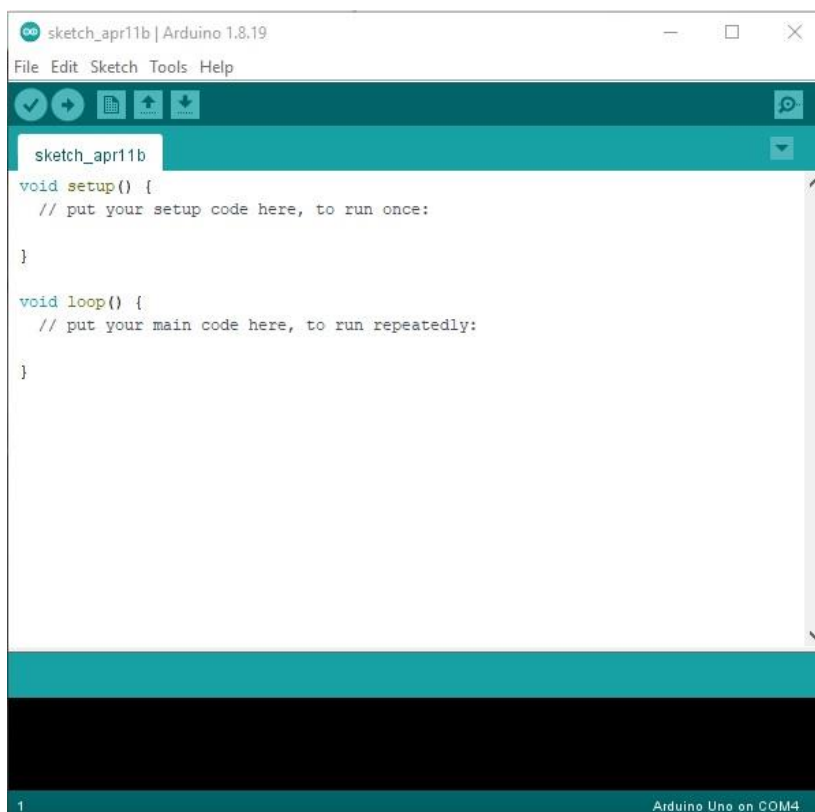 sketch_apr11b | Arduino 1.8.19
File Edit Sketch Tools Help
sketch_apr11b
void setup() {
  // put your setup code here, to run once:
}
void loop() {
  // put your main code here, to run repeatedly:
}
1 Arduino Uno on COM4